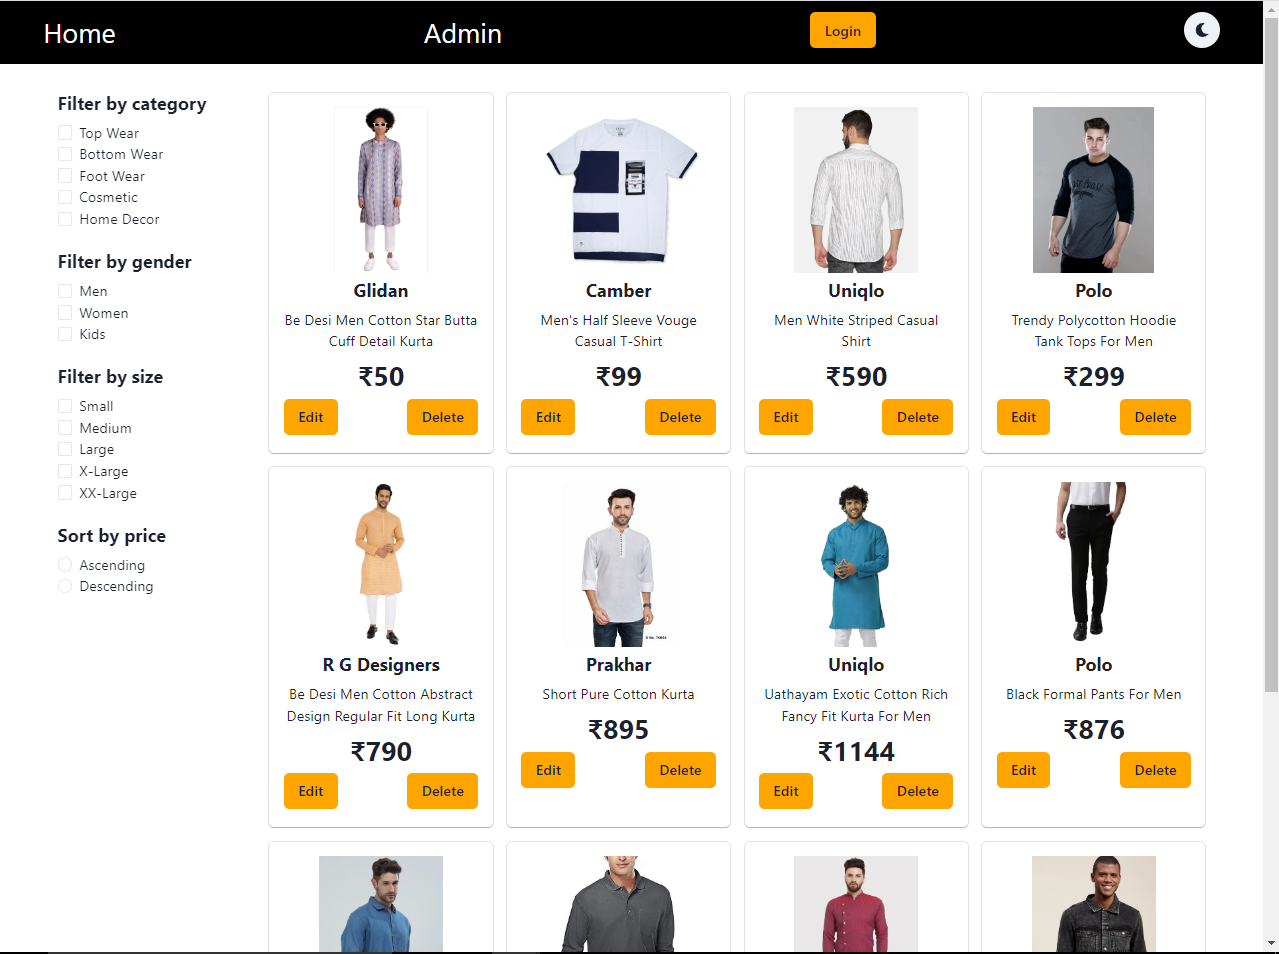 Home
Admin
Login
Filter by category
Top Wear
Bottom Wear
Foot Wear
Cosmetic
Home Decor
Filter by gender
Men
Women
Kids
Filter by size
Small
Medium
Large
X-Large
XX-Large
Sort by price
Ascending
Descending
Glidan
Be Desi Men Cotton Star Butta
Cuff Detail Kurta
₹50
Edit
Delete
Camber
Men's Half Sleeve Vouge
Casual T-Shirt
₹99
Edit
Delete
Uniqlo
Men White Striped Casual
Shirt
₹590
Edit
Delete
Polo
Trendy Polycotton Hoodie
Tank Tops For Men
₹299
Edit
Delete
R G Designers
Be Desi Men Cotton Abstract
Design Regular Fit Long Kurta
₹790
Edit
Delete
Prakhar
Short Pure Cotton Kurta
₹895
Edit
Delete
Uniqlo
Uathayam Exotic Cotton Rich
Fancy Fit Kurta For Men
₹1144
Edit
Delete
Polo
Black Formal Pants For Men
₹876
Edit
Delete